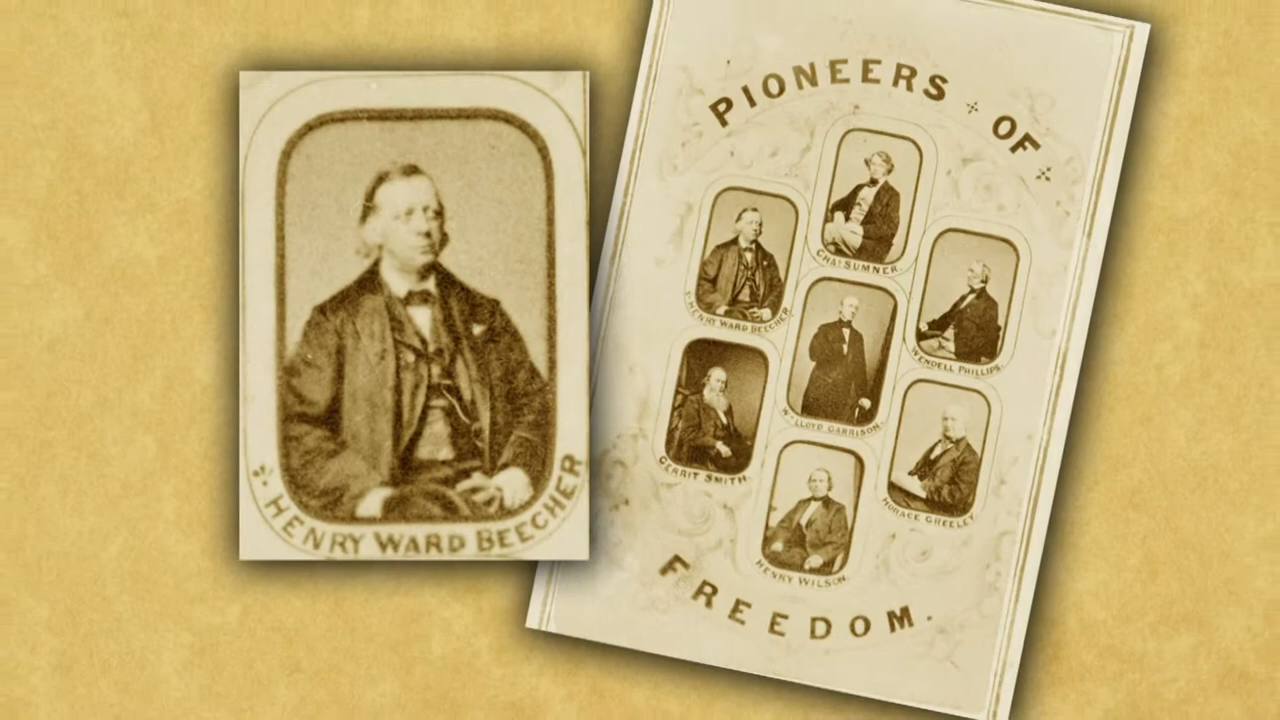 HENRY WARD BEECHER
PIONEERS OF
CHAS SUMNER.
HENRY WARD BEECHER
WENDELL PHILLIPS.
WM LLOYD GARRISON.
GERRIT SMITH
HORACE GREELEY.
HENRY WILSON.
FREEDOM.